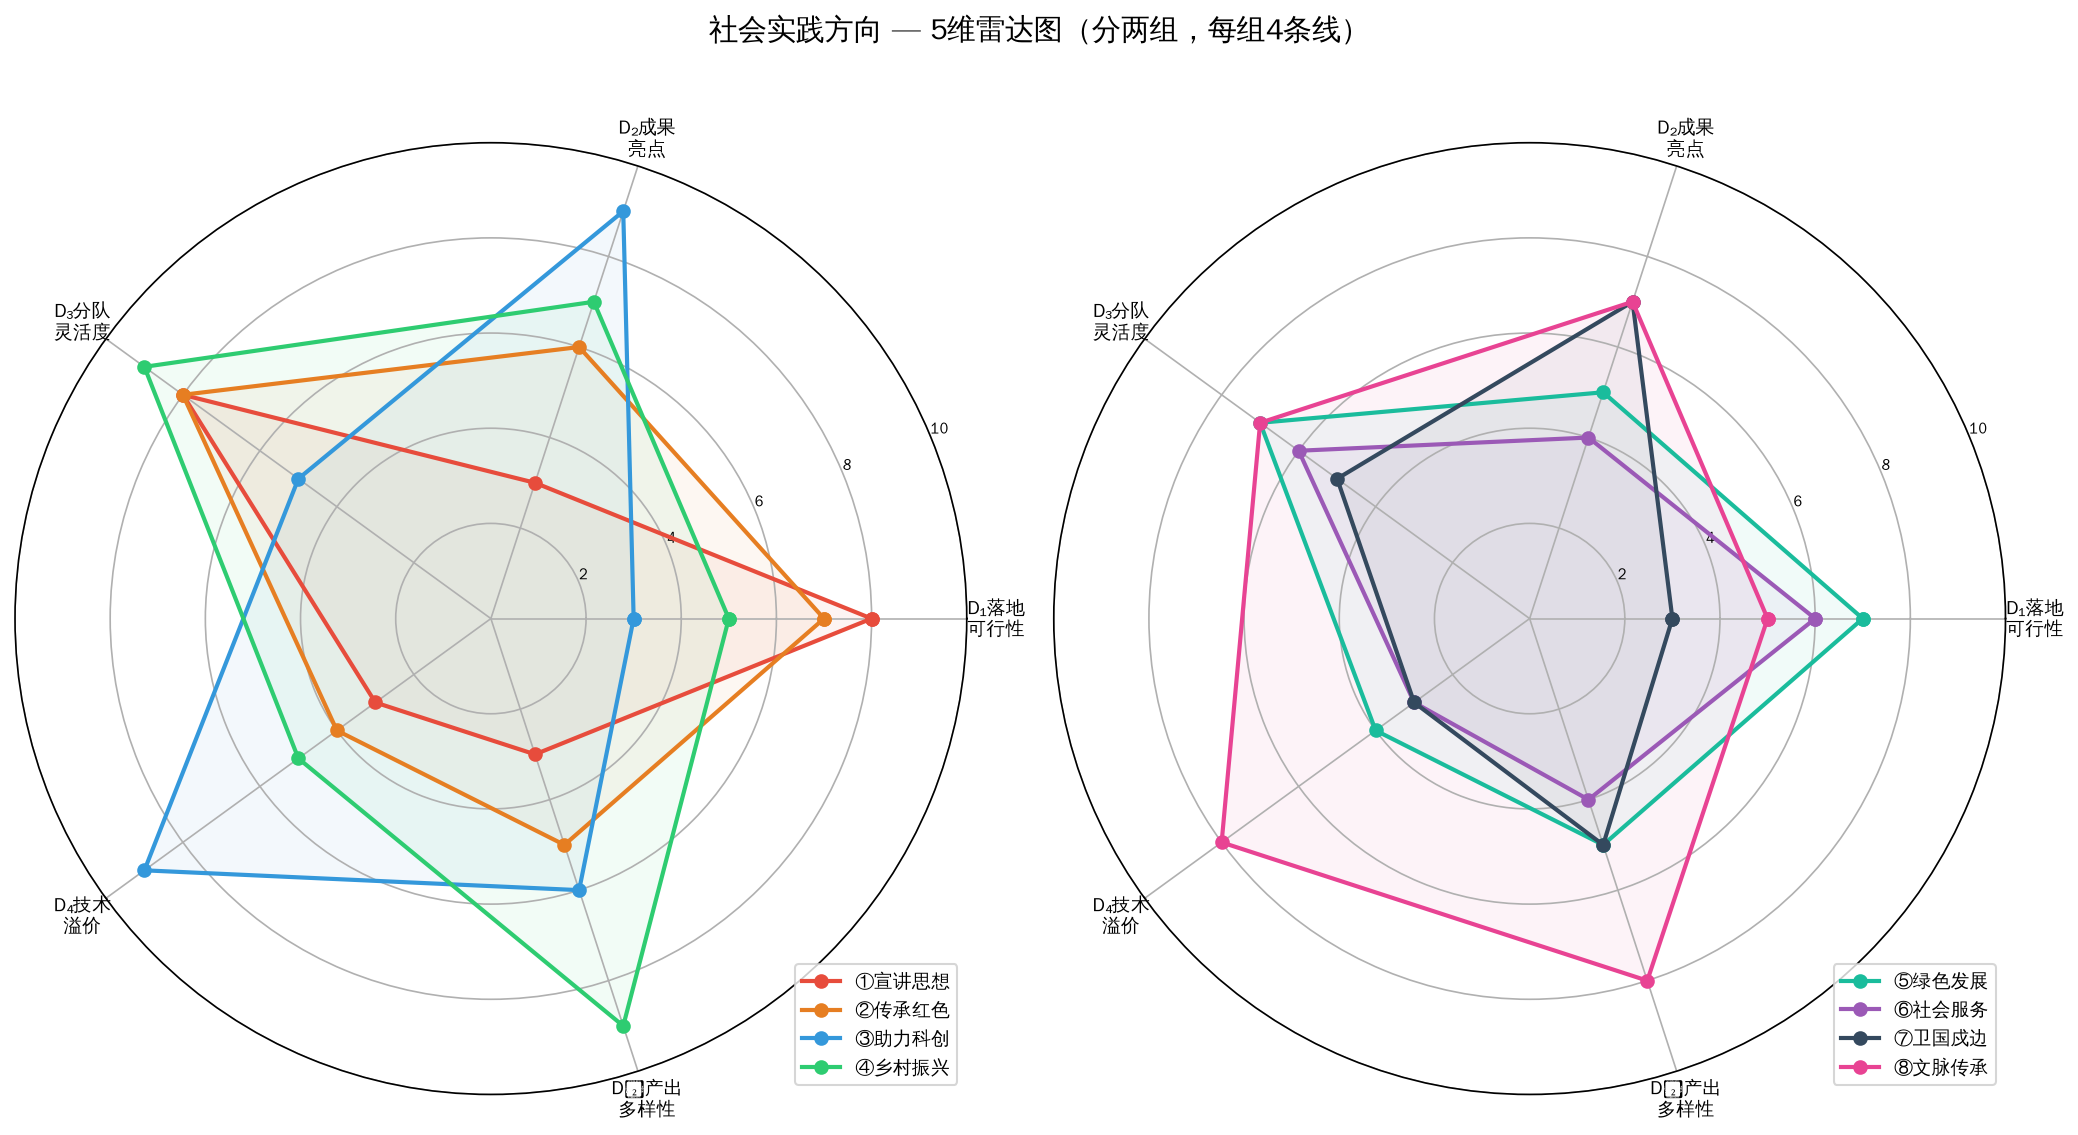 社会实践方向 — 5维雷达图（分两组，每组4条线）
D₂成果
亮点
D₃分队
灵活度
10
8
6
4
2
D₁落地
可行性
D₄技术
溢价
产出
多样性
①宣讲思想
②传承红色
③助力科创
④乡村振兴
D₂成果
亮点
D₃分队
灵活度
10
8
6
4
2
D₁落地
可行性
D₄技术
溢价
产出
多样性
⑤绿色发展
⑥社会服务
⑦卫国戍边
⑧文脉传承